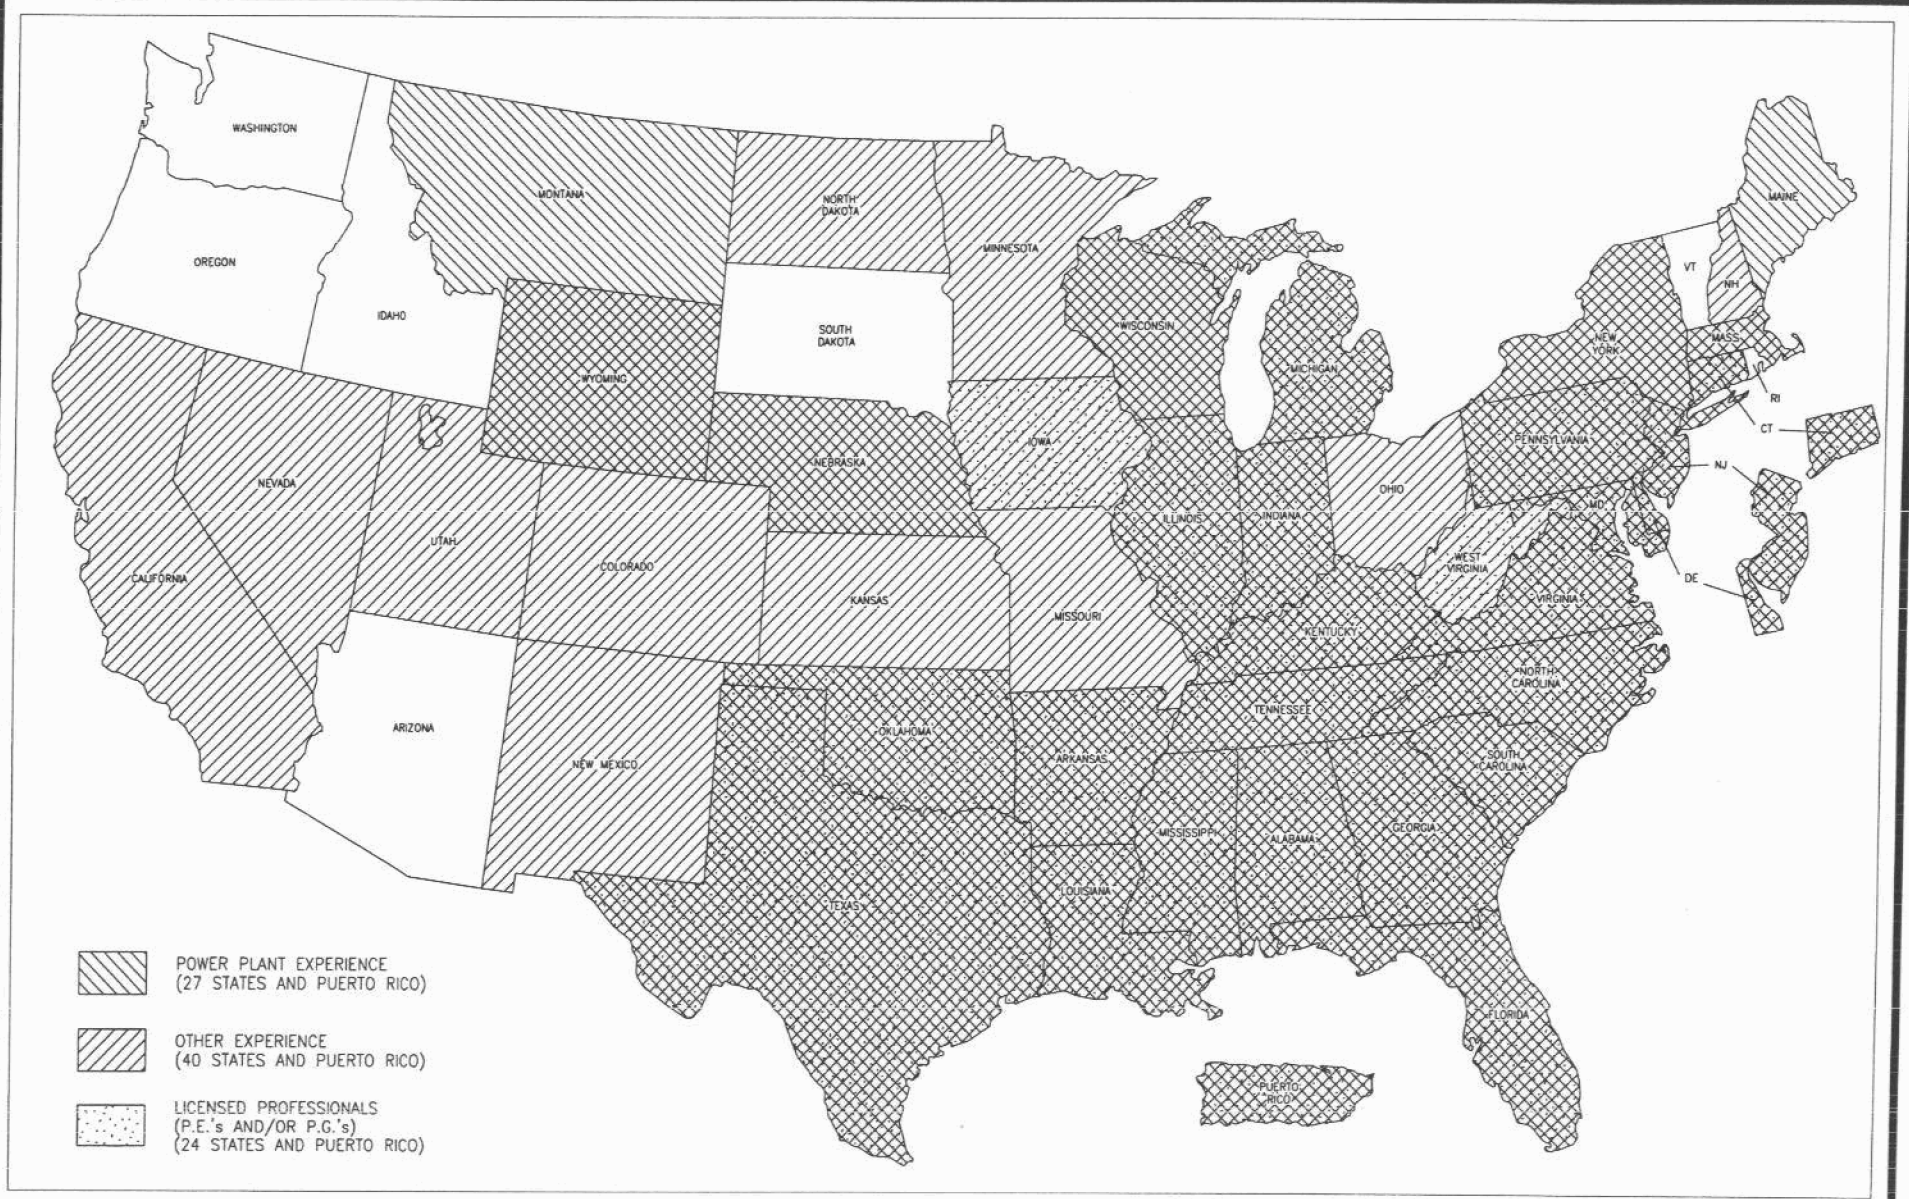 WASHINGTON
MONTANA
NORTH
DAKOTA
MINNESOTA
MAINE
OREGON
IDAHO
SOUTH
DAKOTA
WISCONSIN
MICHIGAN
NEW
YORK
VT
NH
MASS
RI
CT
NJ
DE
MD
WYOMING
NEBRASKA
IOWA
ILLINOIS
INDIANA
OHIO
PENNSYLVANIA
WEST
VIRGINIA
VIRGINIA
NEVADA
UTAH
COLORADO
KANSAS
MISSOURI
KENTUCKY
CALIFORNIA
ARIZONA
NEW MEXICO
OKLAHOMA
ARKANSAS
TENNESSEE
NORTH
CAROLINA
SOUTH
CAROLINA
TEXAS
LOUISIANA
MISSISSIPPI
ALABAMA
GEORGIA
FLORIDA
PUERTO
RICO
POWER PLANT EXPERIENCE
(27 STATES AND PUERTO RICO)
OTHER EXPERIENCE
(40 STATES AND PUERTO RICO)
LICENSED PROFESSIONALS
(P.E.'s AND/OR P.G.'s)
(24 STATES AND PUERTO RICO)